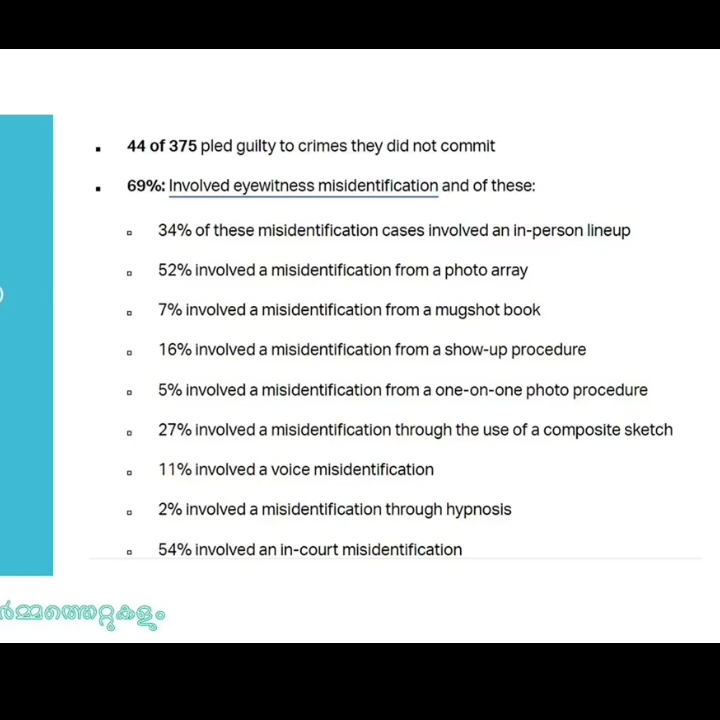 44 of 375 pled guilty to crimes they did not commit
69%: Involved eyewitness misidentification and of these:
34% of these misidentification cases involved an in-person lineup
52% involved a misidentification from a photo array
7% involved a misidentification from a mugshot book
16% involved a misidentification from a show-up procedure
5% involved a misidentification from a one-on-one photo procedure
27% involved a misidentification through the use of a composite sketch
11% involved a voice misidentification
2% involved a misidentification through hypnosis
54% involved an in-court misidentification